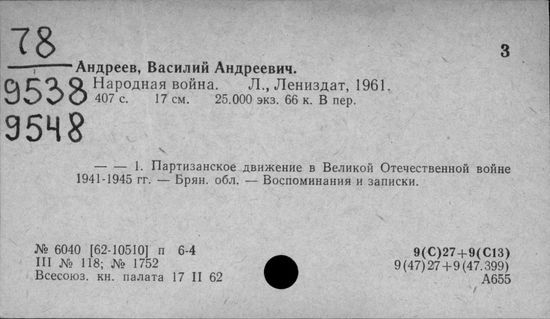 78
3
Андреев, Василий Андреевич.
9538 Народная война. Л., Лениздат, 1961.
407 с. 17 см. 25.000 экз. 66 к. В пер.
9548
— — 1. Партизанское движение в Великой Отечественной войне
1941-1945 гг. — Брян. обл. — Воспоминания и записки.
№ 6040 [62-10510] п 6-4 9(С)27+9(С13)
III № 118; № 1752 9(47)27+9(47.399)
Всесоюз. кн. палата 17 II 62 А655